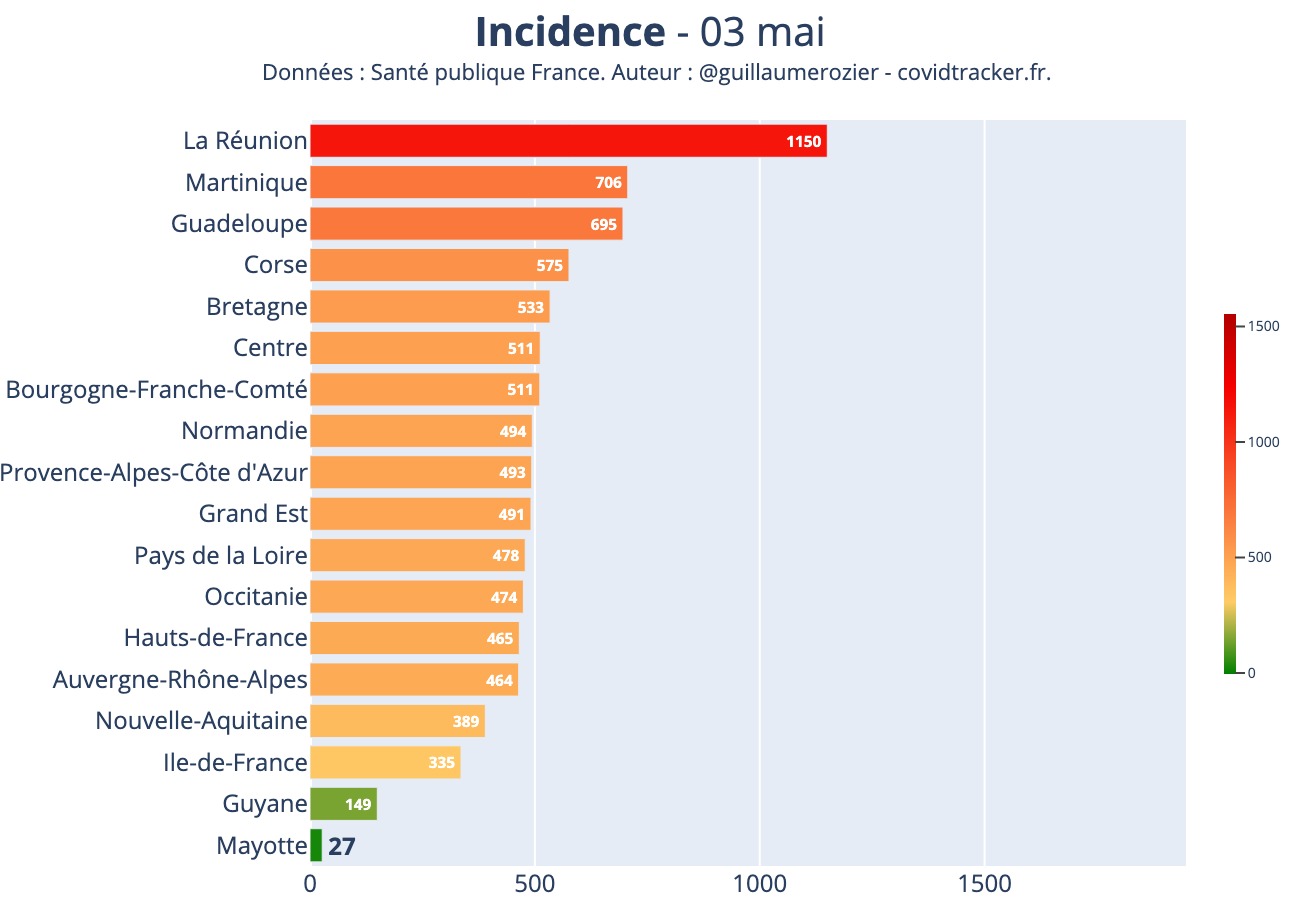 Incidence - 03 mai
Données : Santé publique France. Auteur : @guillaumerozier - covidtracker.fr.
La Réunion 1150
Martinique 706
Guadeloupe 695
Corse 575
Bretagne 533
Centre 511
Bourgogne-Franche-Comté 511
Normandie 494
Provence-Alpes-Côte d'Azur 493
Grand Est 491
Pays de la Loire 478
Occitanie 474
Hauts-de-France 465
Auvergne-Rhône-Alpes 464
Nouvelle-Aquitaine 389
Ile-de-France 335
Guyane 149
Mayotte 27
0 500 1000 1500
1500
1000
500
0